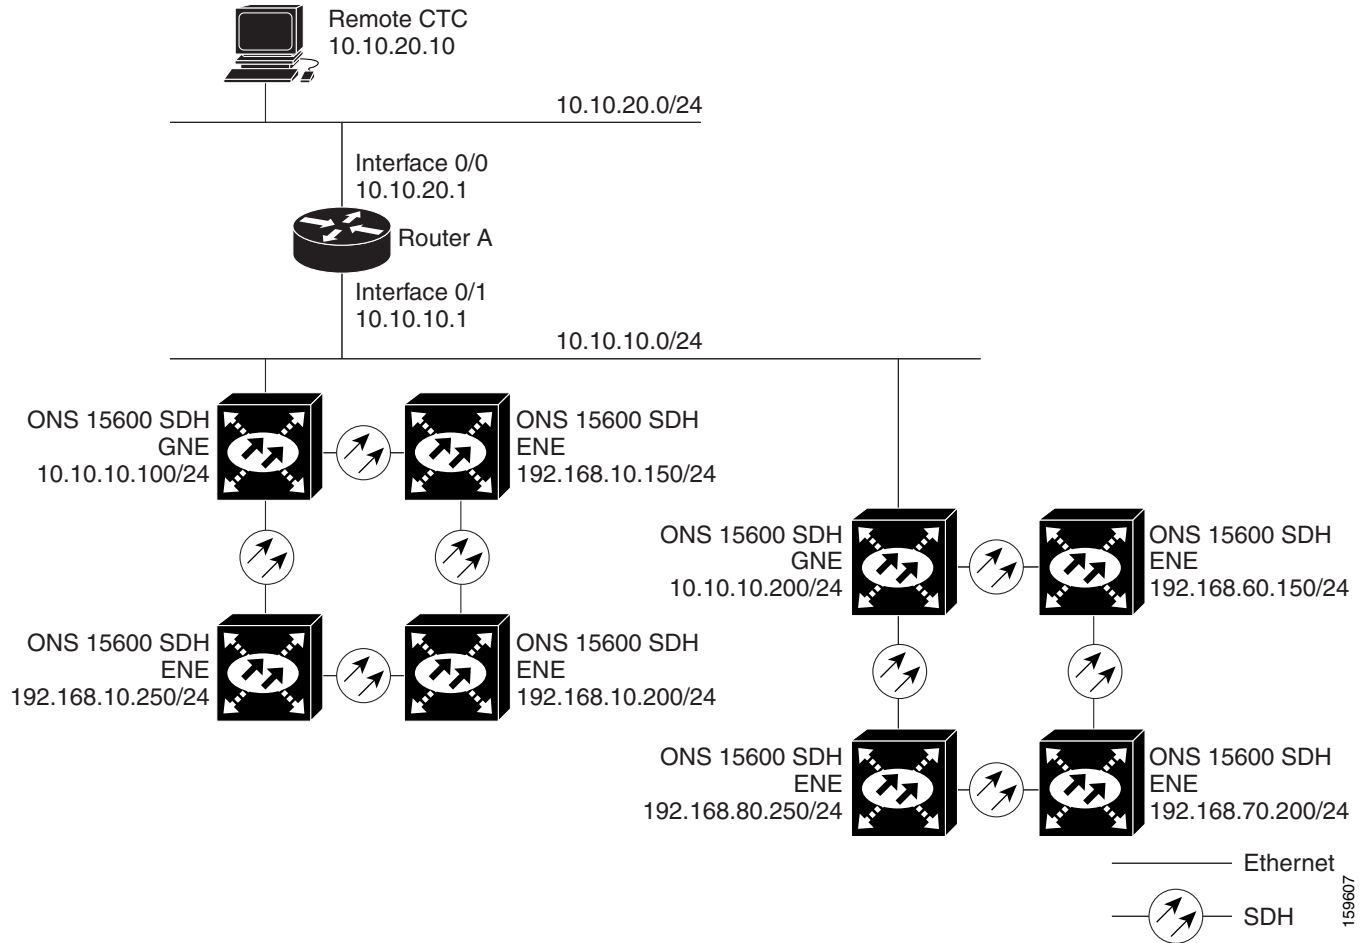 Remote CTC
10.10.20.10
10.10.20.0/24
Interface 0/0
10.10.20.1
Router A
Interface 0/1
10.10.10.1
10.10.10.0/24
ONS 15600 SDH
GNE
10.10.10.100/24
ONS 15600 SDH
ENE
192.168.10.150/24
ONS 15600 SDH
GNE
10.10.10.200/24
ONS 15600 SDH
ENE
192.168.60.150/24
ONS 15600 SDH
ENE
192.168.10.250/24
ONS 15600 SDH
ENE
192.168.10.200/24
ONS 15600 SDH
ENE
192.168.80.250/24
ONS 15600 SDH
ENE
192.168.70.200/24
Ethernet
SDH
159607